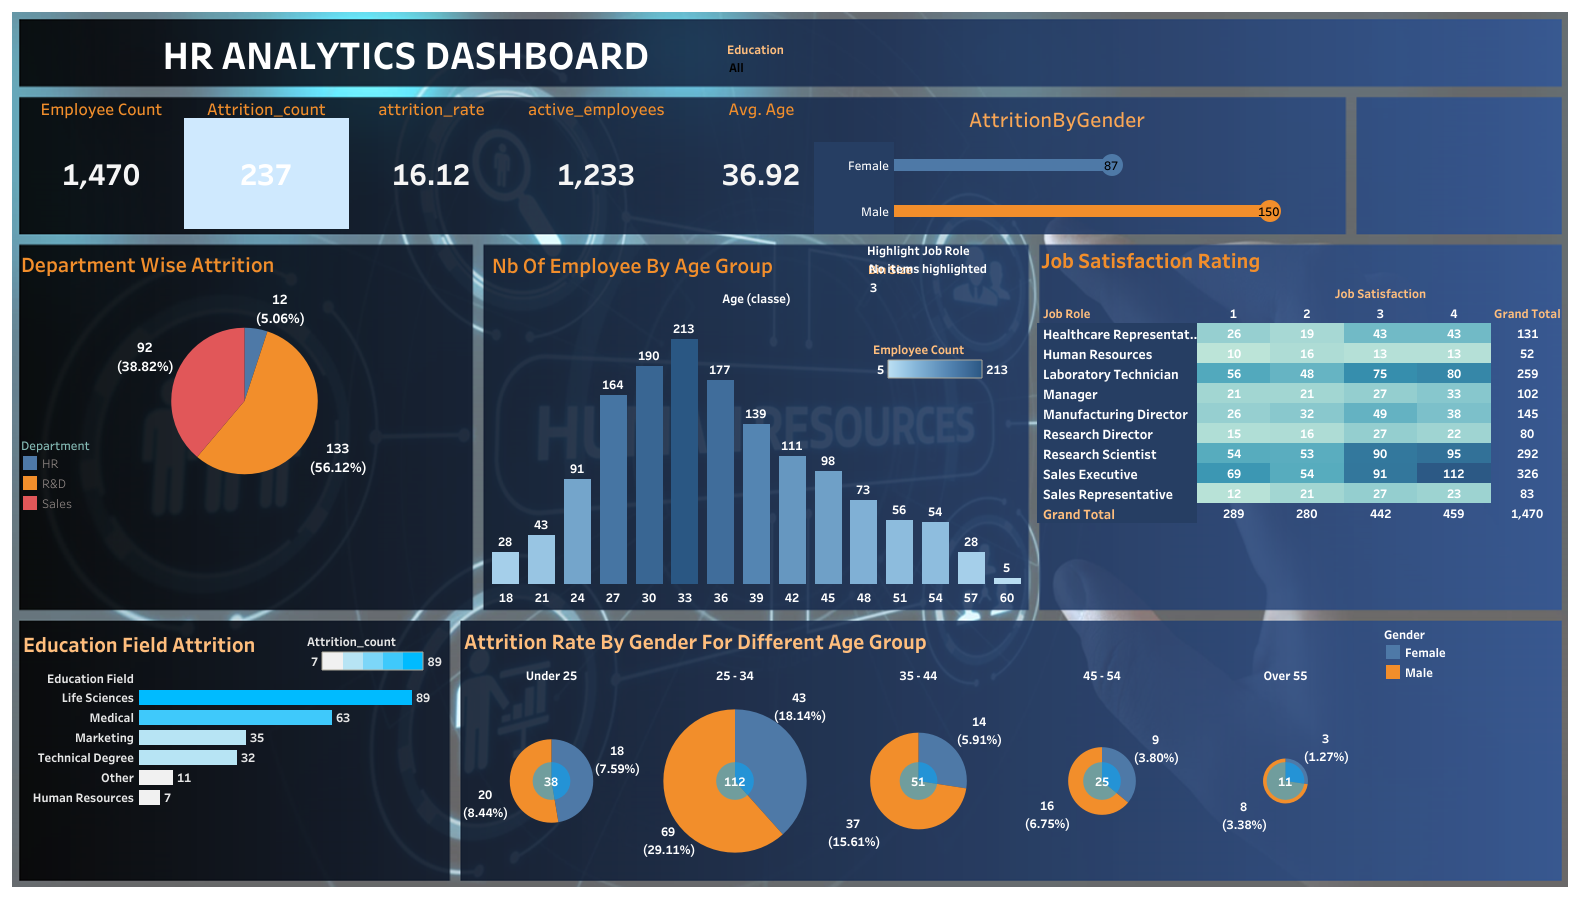 HR ANALYTICS DASHBOARD
Education
All
Employee Count
1,470
Attrition_count
237
attrition_rate
16.12
active_employees
1,233
Avg. Age
36.92
AttritionByGender
Female 87
Male 150
Department Wise Attrition
12
(5.06%)
92
(38.82%)
133
(56.12%)
Department
HR
R&D
Sales
Nb Of Employee By Age Group
Highlight Job Role
No items highlighted
3
Age (classe)
Employee Count
5 213
28 43 91 164 190 213 177 139 111 98 73 56 54 28 5
18 21 24 27 30 33 36 39 42 45 48 51 54 57 60
HUMAN RESOURCES
Job Satisfaction Rating
Job Satisfaction
Job Role 1 2 3 4 Grand Total
Healthcare Representat.. 26 19 43 43 131
Human Resources 10 16 13 13 52
Laboratory Technician 56 48 75 80 259
Manager 21 21 27 33 102
Manufacturing Director 26 32 49 38 145
Research Director 15 16 27 22 80
Research Scientist 54 53 90 95 292
Sales Executive 69 54 91 112 326
Sales Representative 12 21 27 23 83
Grand Total 289 280 442 459 1,470
Education Field Attrition
Attrition_count
7 89
Education Field
Life Sciences 89
Medical 63
Marketing 35
Technical Degree 32
Other 11
Human Resources 7
Attrition Rate By Gender For Different Age Group
Gender
Female
Male
Under 25
18
(7.59%)
38
20
(8.44%)
25 - 34
43
(18.14%)
112
69
(29.11%)
35 - 44
14
(5.91%)
51
37
(15.61%)
45 - 54
9
(3.80%)
25
16
(6.75%)
Over 55
3
(1.27%)
11
8
(3.38%)